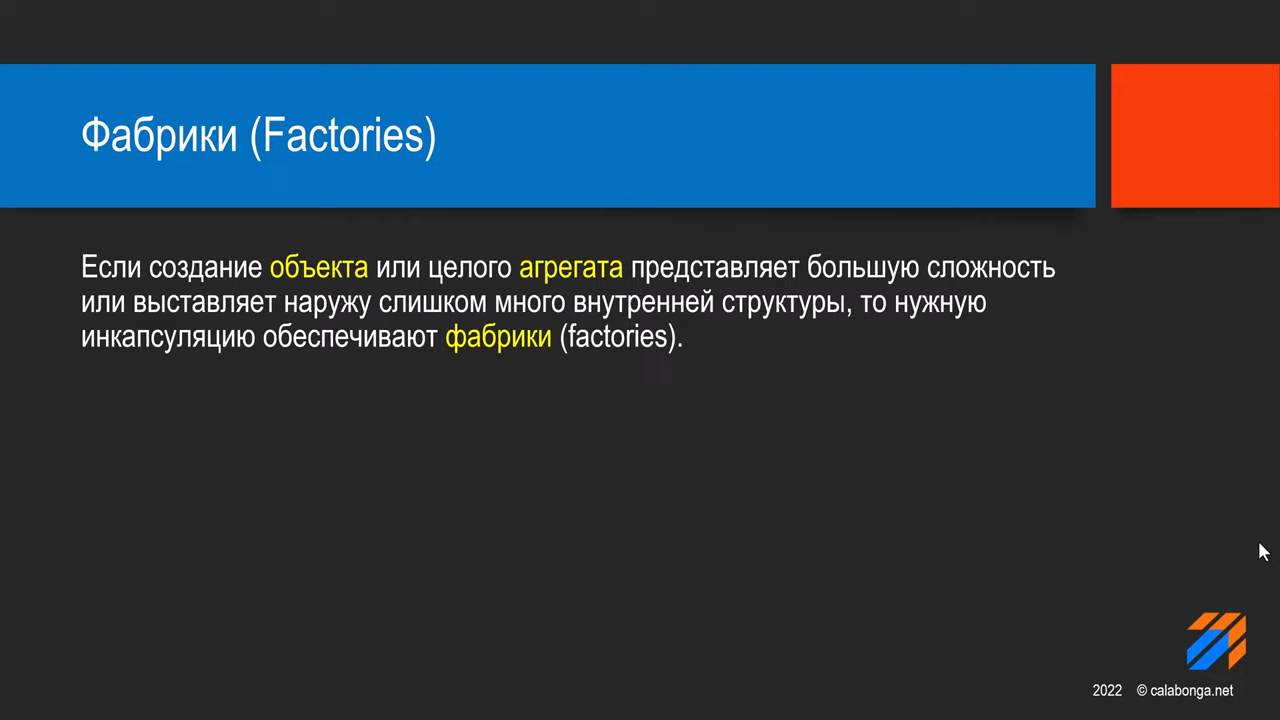 Фабрики (Factories)
Если создание объекта или целого агрегата представляет большую сложность
или выставляет наружу слишком много внутренней структуры, то нужную
инкапсуляцию обеспечивают фабрики (factories).
2022 © calabonga.net